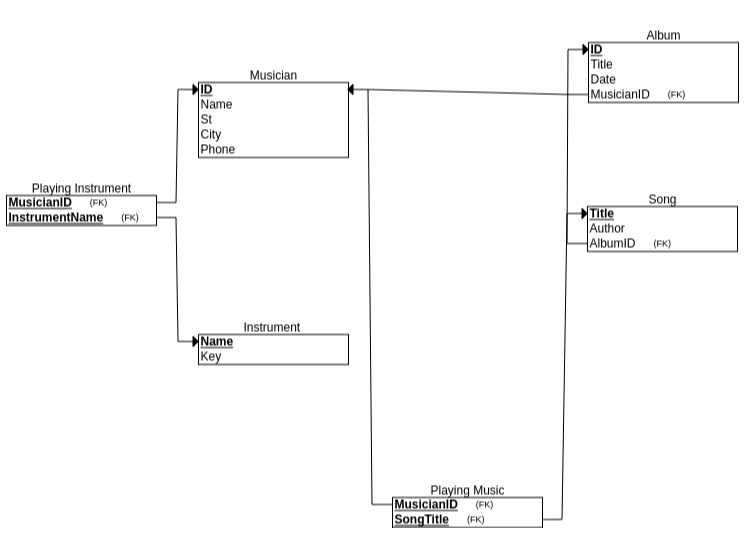 Album
ID
Title
Date
MusicianID (FK)
Musician
ID
Name
St
City
Phone
Playing Instrument
MusicianID (FK)
InstrumentName (FK)
Song
Title
Author
AlbumID (FK)
Instrument
Name
Key
Playing Music
MusicianID (FK)
SongTitle (FK)